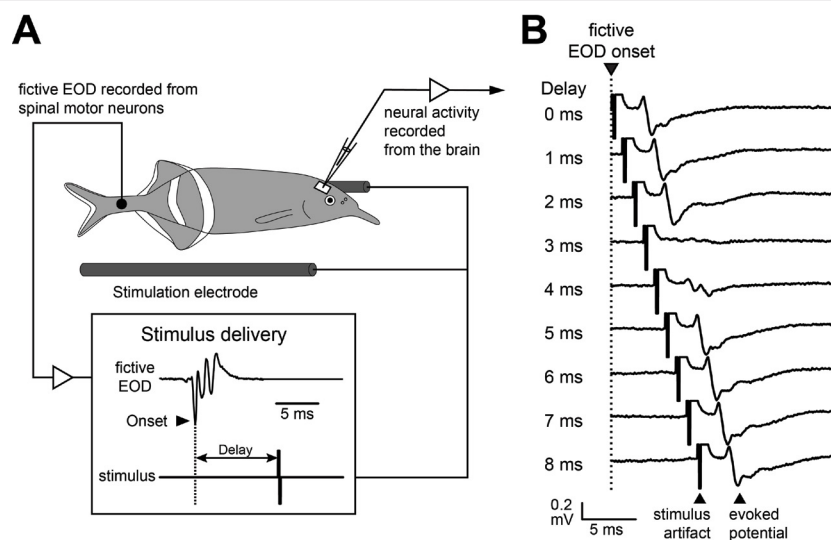 A
fictive EOD recorded from
spinal motor neurons
neural activity
recorded
from the brain
Stimulation electrode
Stimulus delivery
fictive
EOD
5 ms
Onset
Delay
stimulus
B
fictive
EOD onset
Delay
0 ms
1 ms
2 ms
3 ms
4 ms
5 ms
6 ms
7 ms
8 ms
0.2
mV
5 ms
stimulus
artifact
evoked
potential